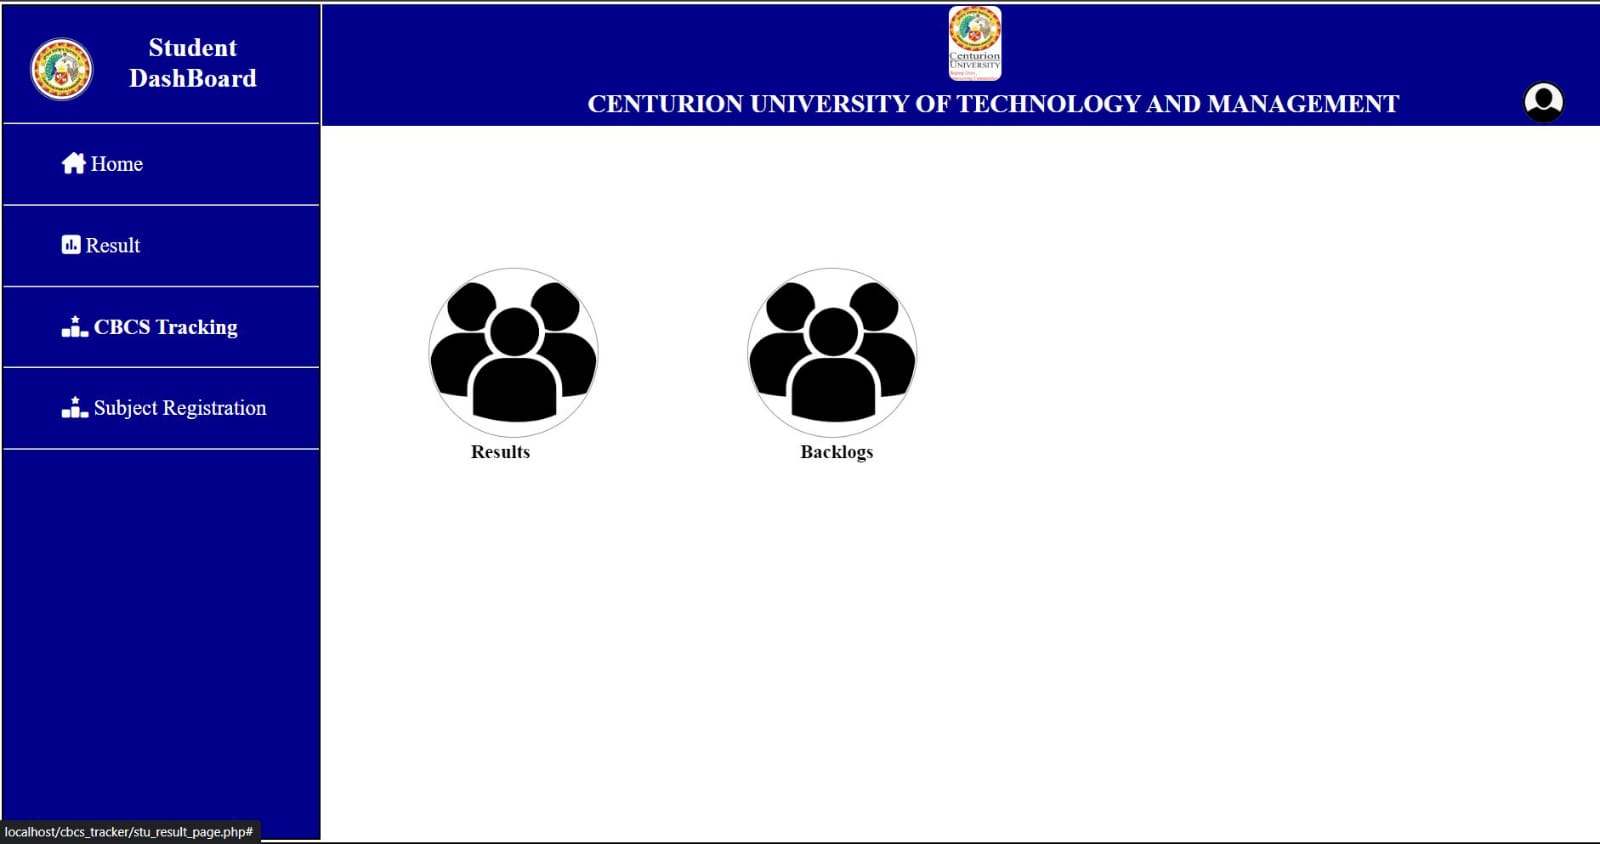 Student
DashBoard
Home
Result
CBCS Tracking
Subject Registration
Centurion
UNIVERSITY
CENTURION UNIVERSITY OF TECHNOLOGY AND MANAGEMENT
Results
Backlogs
localhost/cbcs_tracker/stu_result_page.php#